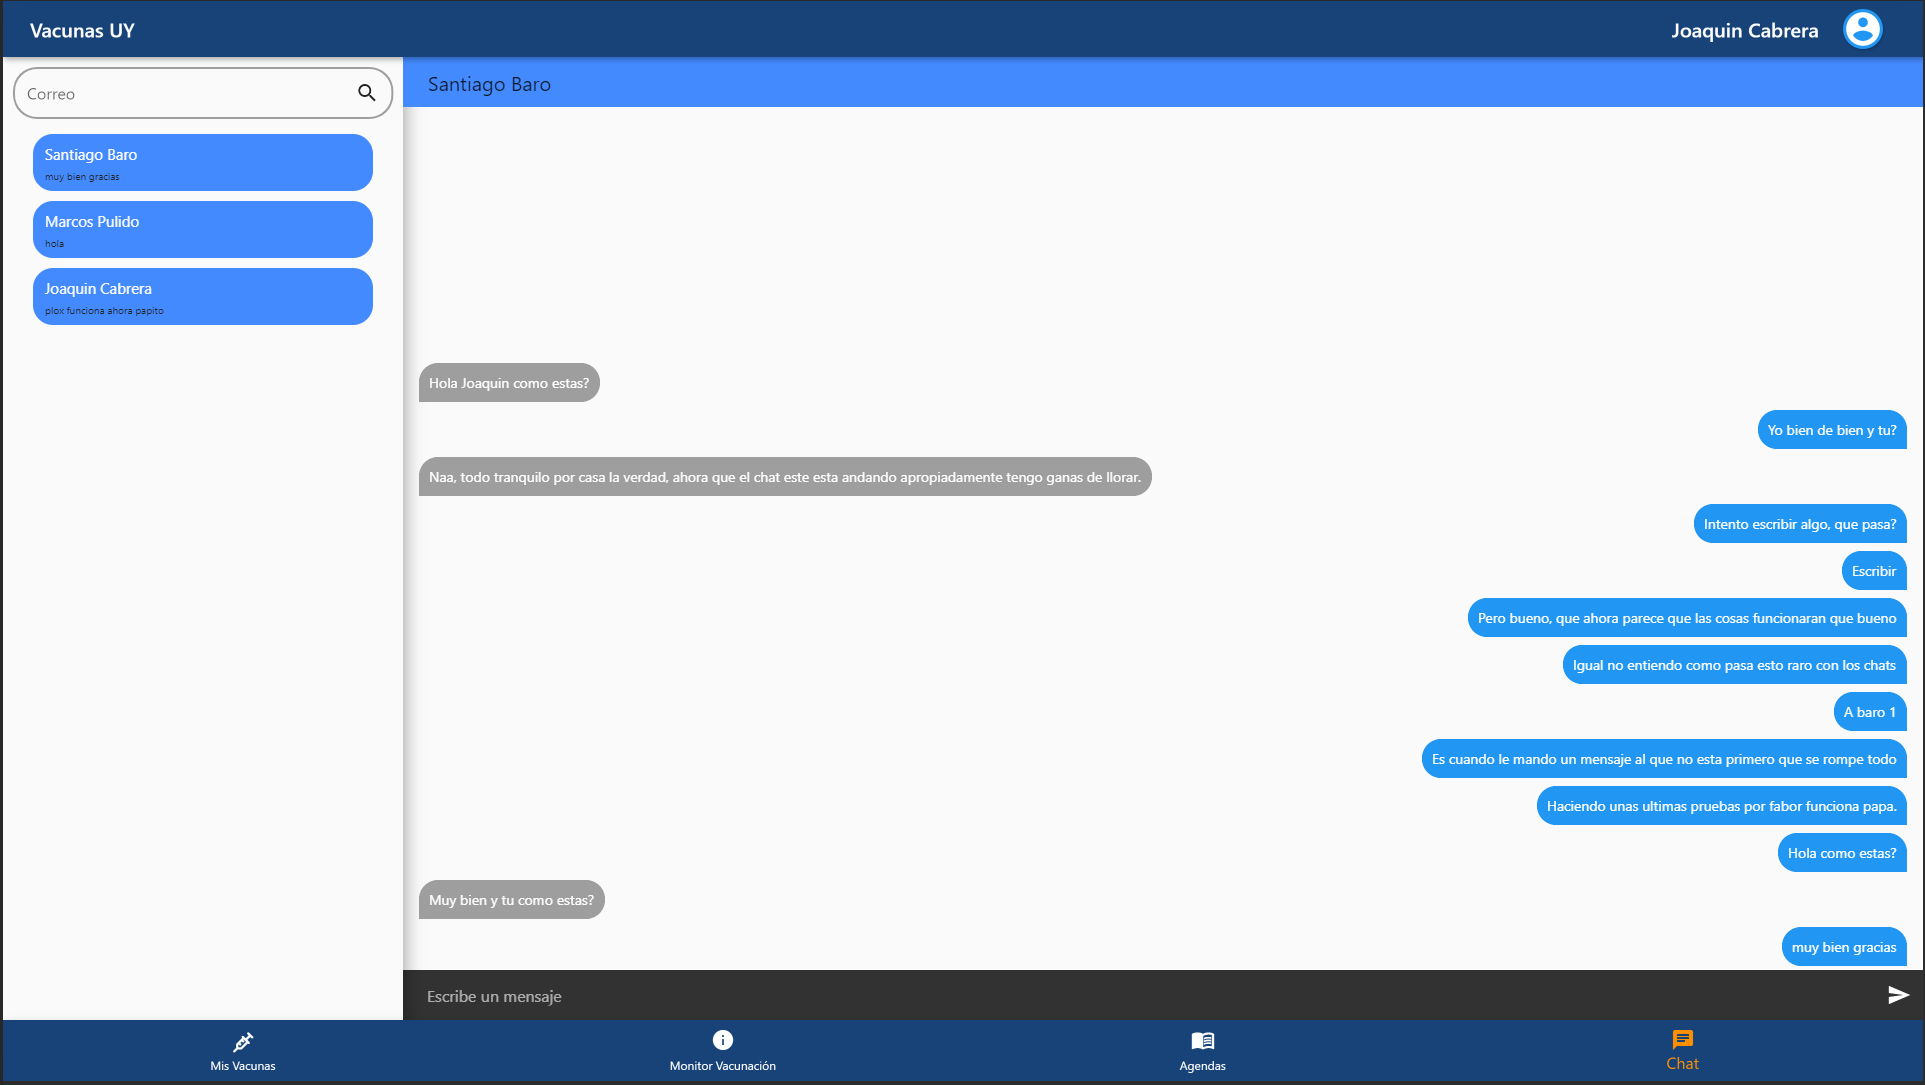 Vacunas UY
Joaquin Cabrera
Correo
Santiago Baro
muy bien gracias
Marcos Pulido
hola
Joaquin Cabrera
plox funciona ahora papito
Santiago Baro
Hola Joaquin como estas?
Yo bien de bien y tu?
Naa, todo tranquilo por casa la verdad, ahora que el chat este esta andando apropiadamente tengo ganas de llorar.
Intento escribir algo, que pasa?
Escribir
Pero bueno, que ahora parece que las cosas funcionaran que bueno
Igual no entiendo como pasa esto raro con los chats
A baro 1
Es cuando le mando un mensaje al que no esta primero que se rompe todo
Haciendo unas ultimas pruebas por fabor funciona papa.
Hola como estas?
Muy bien y tu como estas?
muy bien gracias
Escribe un mensaje
Mis Vacunas
Monitor Vacunación
Agendas
Chat